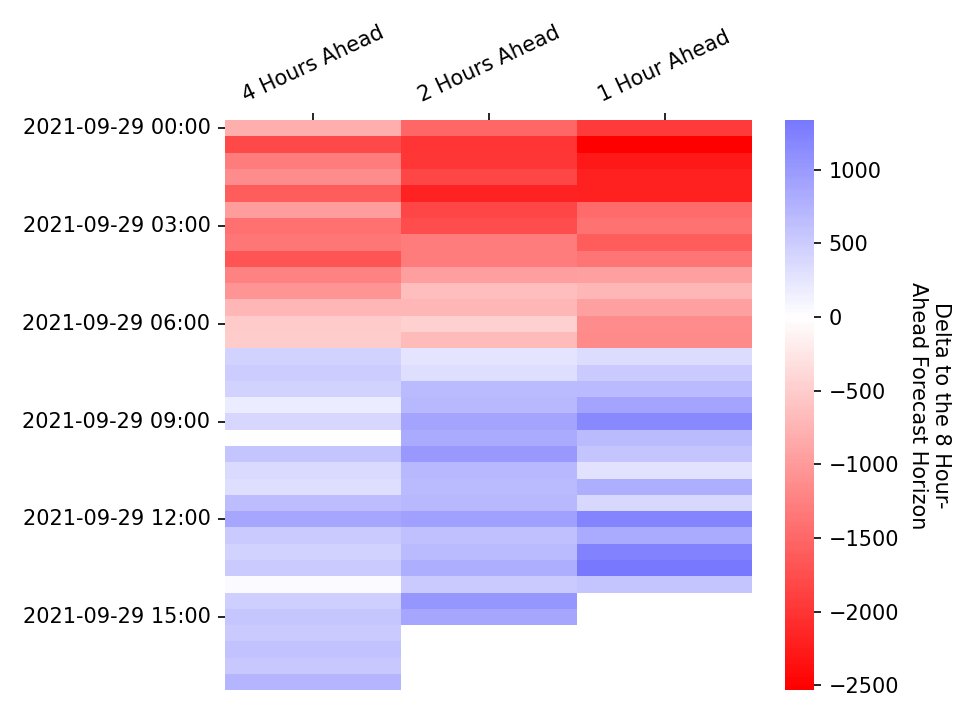 4 Hours Ahead
2 Hours Ahead
1 Hour Ahead
2021-09-29 00:00
2021-09-29 03:00
2021-09-29 06:00
2021-09-29 09:00
2021-09-29 12:00
2021-09-29 15:00
1000
500
0
−500
−1000
−1500
−2000
−2500
Delta to the 8 Hour-
Ahead Forecast Horizon